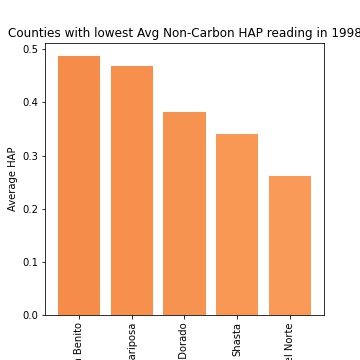 Counties with lowest Avg Non-Carbon HAP reading in 1998
0.5
0.4
0.3
0.2
0.1
0.0
Average HAP
Benito
ariposa
Dorado
Shasta
el Norte